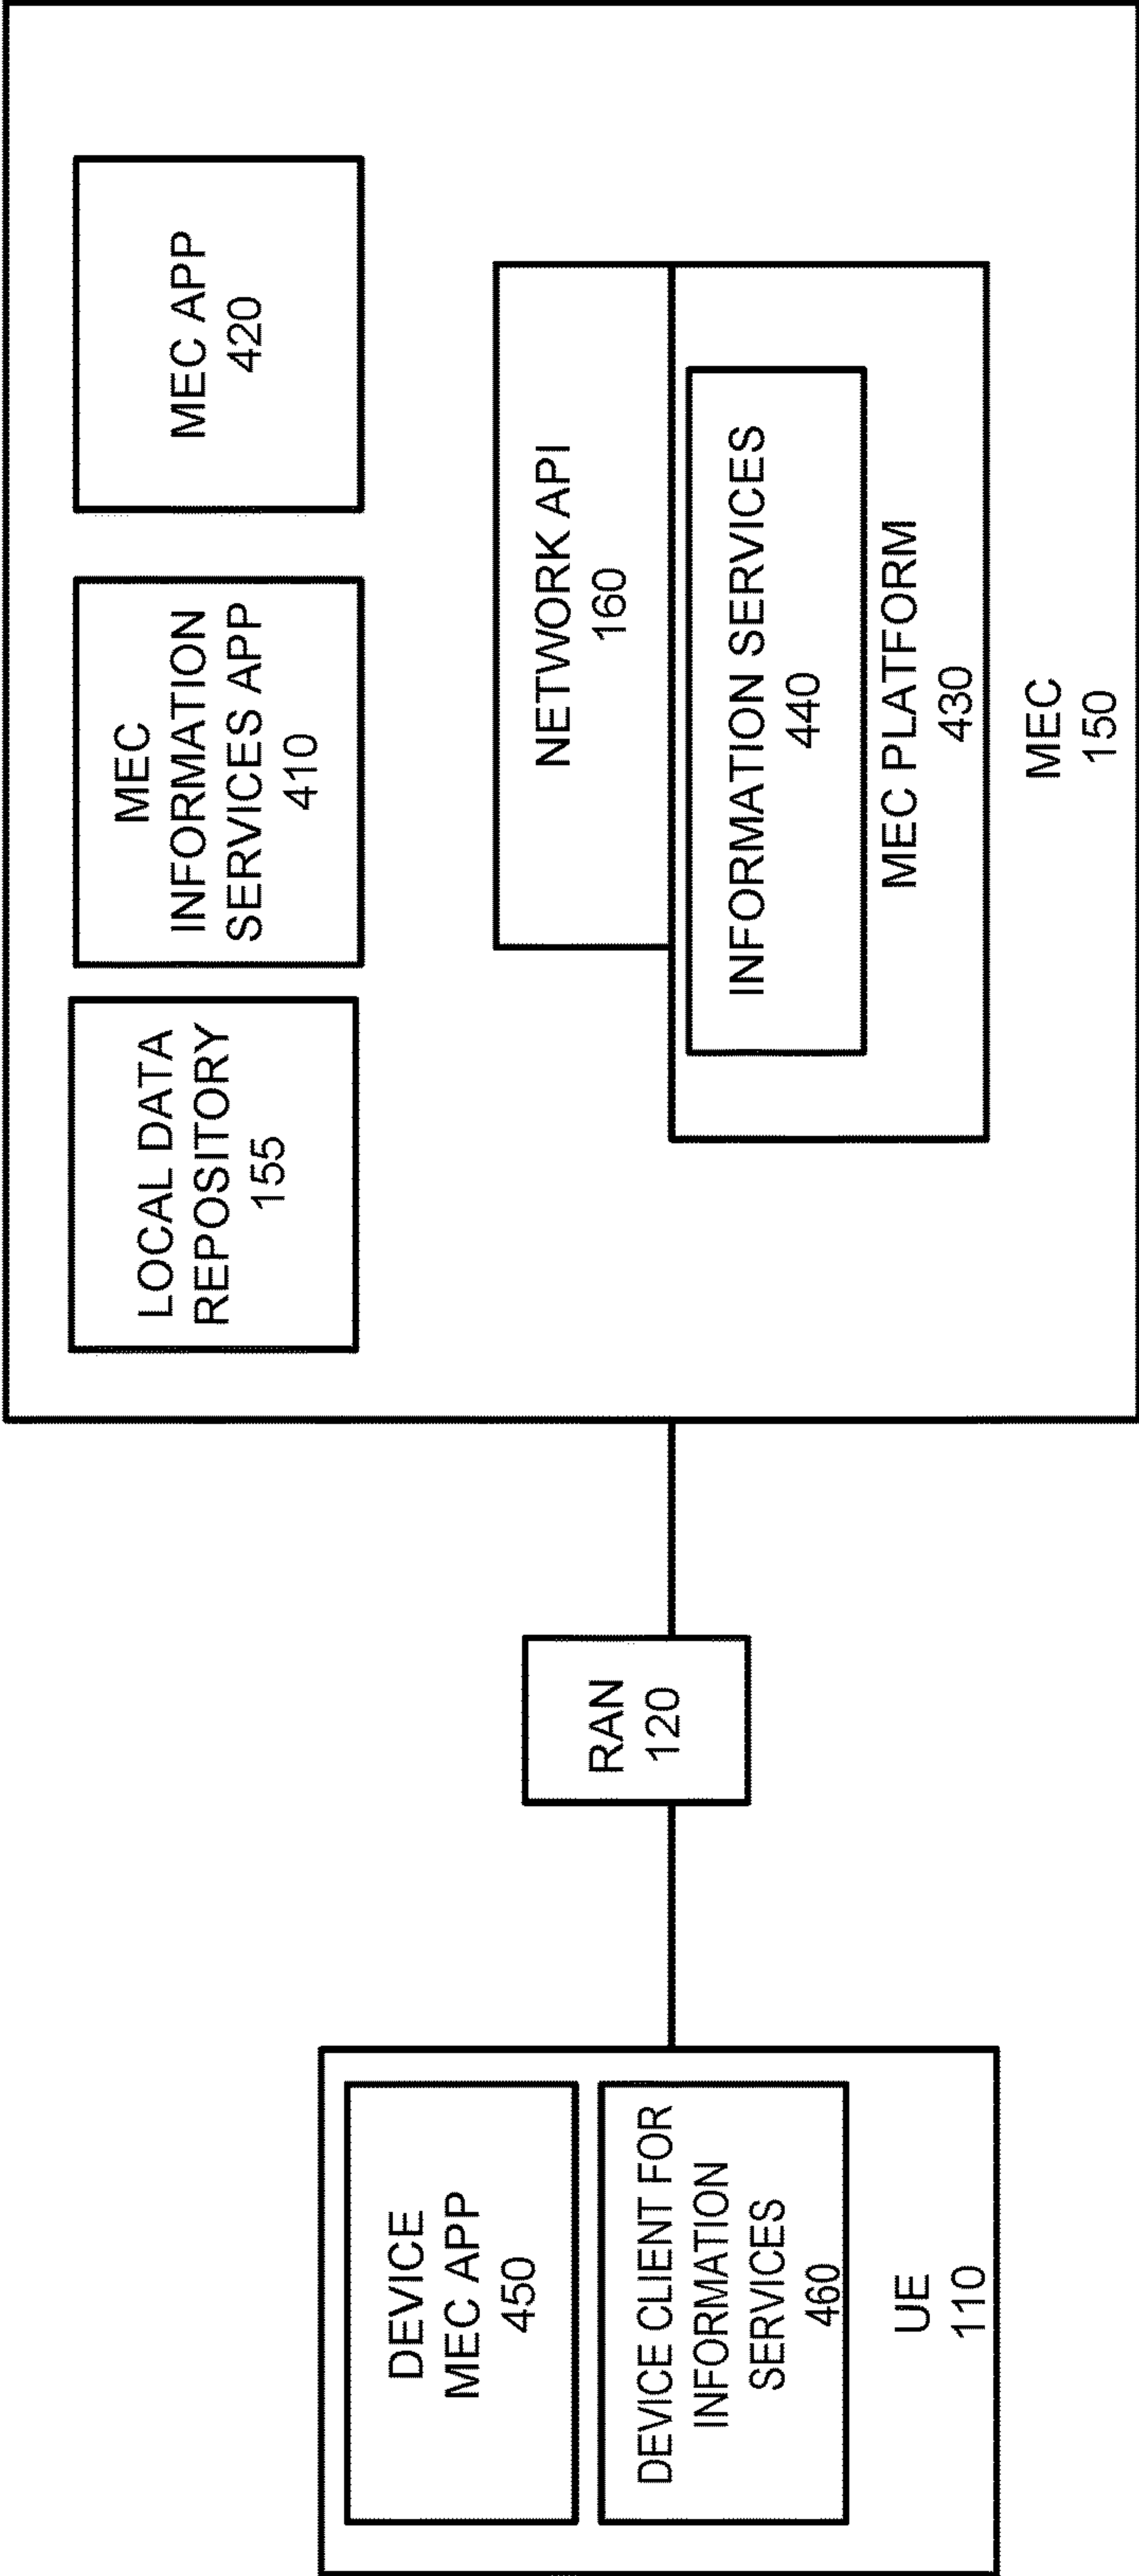 DEVICE
MEC APP
450
DEVICE CLIENT FOR
INFORMATION
SERVICES
460
UE
110
RAN
120
LOCAL DATA
REPOSITORY
155
MEC
INFORMATION
SERVICES APP
410
MEC APP
420
NETWORK API
160
INFORMATION SERVICES
440
MEC PLATFORM
430
MEC
150